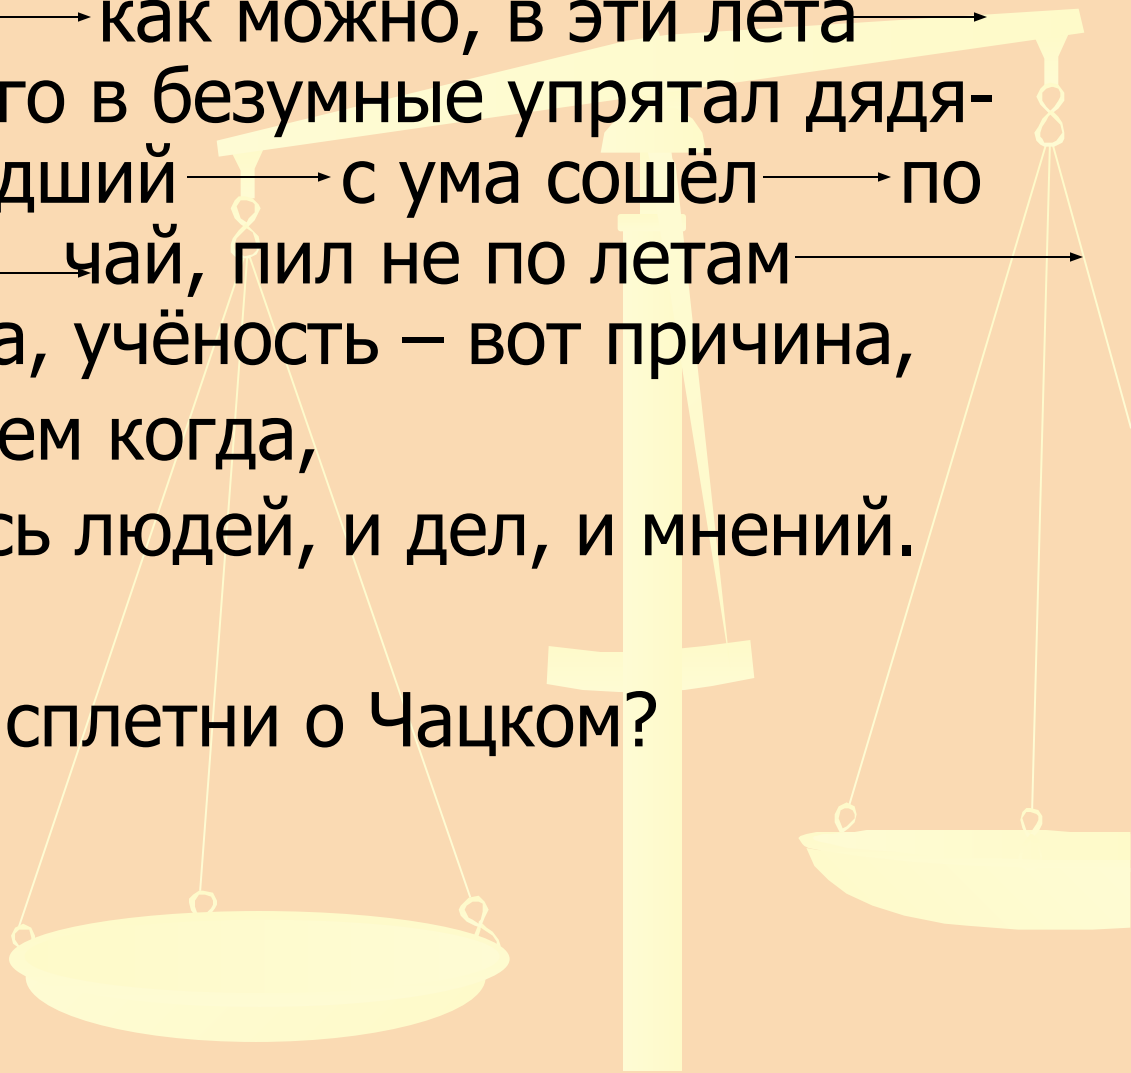 как можно, в эти лета
го в безумные упрятал дядя-
дший с ума сошёл по
чай, пил не по летам
а, учёность – вот причина,
ем когда,
сь людей, и дел, и мнений.
сплетни о Чацком?